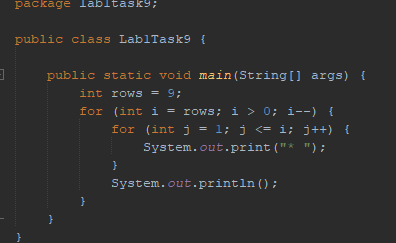 package lab1task9;
public class Lab1Task9 {
public static void main(String[] args) {
int rows = 9;
for (int i = rows; i > 0; i--) {
for (int j = 1; j <= i; j++) {
System.out.print("* ");
}
System.out.println();
}
}
}